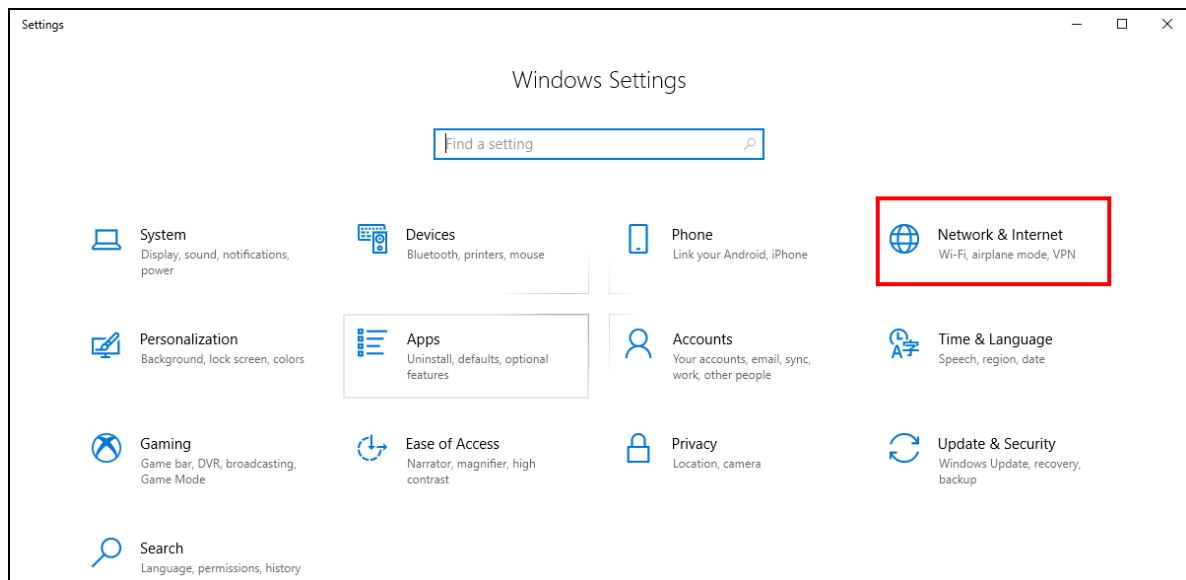 Settings
Windows Settings
Find a setting
System
Display, sound, notifications,
power
Devices
Bluetooth, printers, mouse
Phone
Link your Android, iPhone
Network & Internet
Wi-Fi, airplane mode, VPN
Personalization
Background, lock screen, colors
Apps
Uninstall, defaults, optional
features
Accounts
Your accounts, email, sync,
work, other people
Time & Language
Speech, region, date
Gaming
Game bar, DVR, broadcasting,
Game Mode
Ease of Access
Narrator, magnifier, high
contrast
Privacy
Location, camera
Update & Security
Windows Update, recovery,
backup
Search
Language, permissions, history